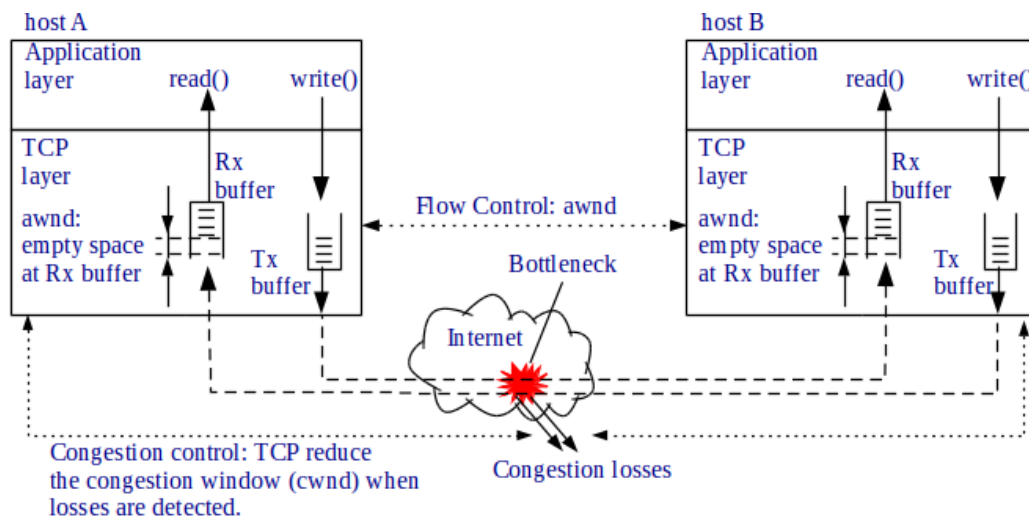 host A
Application
layer
read()
write()
TCP
layer
Rx
buffer
awnd:
empty space
at Rx buffer
Tx
buffer
Flow Control: awnd
Bottleneck
Internet
host B
Application
layer
read()
write()
TCP
layer
Rx
buffer
awnd:
empty space
at Rx buffer
Tx
buffer
Congestion control: TCP reduce
the congestion window (cwnd) when
losses are detected.
Congestion losses